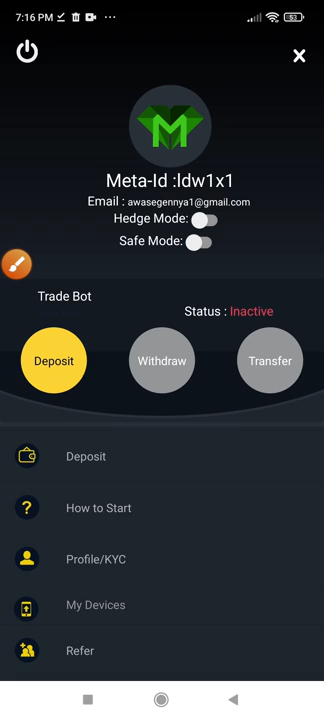 7:16 PM ... 53
M
Meta-Id :ldw1x1
Email : awasegennya1@gmail.com
Hedge Mode:
Safe Mode:
Trade Bot
Status : Inactive
Deposit Withdraw Transfer
Deposit
? How to Start
Profile/KYC
My Devices
Refer